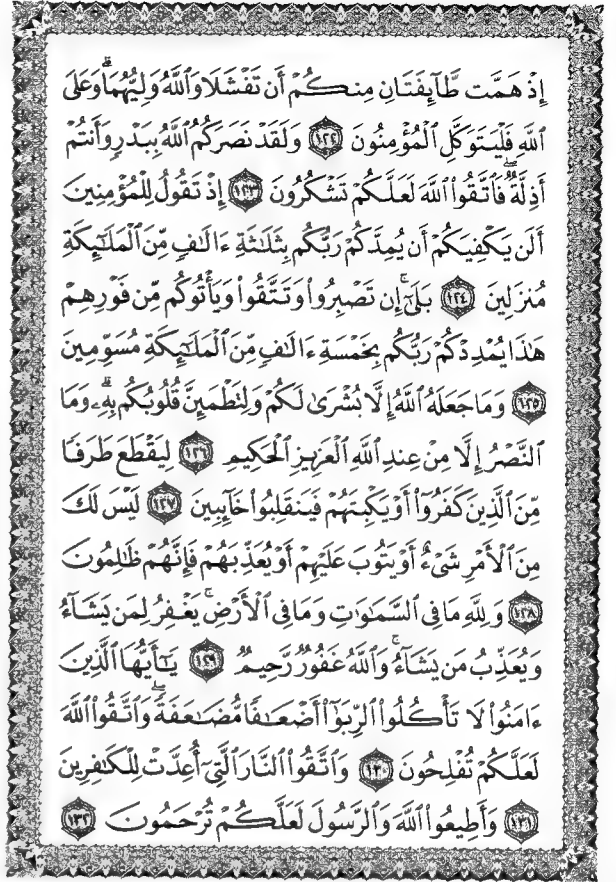 إِذْ هَمَّت طَّآئِفَتَانِ مِنكُمْ أَن تَفْشَلَا وَٱللَّهُ وَلِيُّهُمَا ۗ وَعَلَى
ٱللَّهِ فَلْيَتَوَكَّلِ ٱلْمُؤْمِنُونَ ١٢٢ وَلَقَدْ نَصَرَكُمُ ٱللَّهُ بِبَدْرٍ وَأَنتُمْ
أَذِلَّةٌ ۖ فَٱتَّقُوا۟ ٱللَّهَ لَعَلَّكُمْ تَشْكُرُونَ ١٢٣ إِذْ تَقُولُ لِلْمُؤْمِنِينَ
أَلَن يَكْفِيَكُمْ أَن يُمِدَّكُمْ رَبُّكُم بِثَلَـٰثَةِ ءَالَـٰفٍ مِّنَ ٱلْمَلَـٰٓئِكَةِ
مُنزَلِينَ ١٢٤ بَلَىٰٓ ۚ إِن تَصْبِرُوا۟ وَتَتَّقُوا۟ وَيَأْتُوكُم مِّن فَوْرِهِمْ
هَـٰذَا يُمْدِدْكُمْ رَبُّكُم بِخَمْسَةِ ءَالَـٰفٍ مِّنَ ٱلْمَلَـٰٓئِكَةِ مُسَوِّمِينَ
١٢٥ وَمَا جَعَلَهُ ٱللَّهُ إِلَّا بُشْرَىٰ لَكُمْ وَلِتَطْمَئِنَّ قُلُوبُكُم بِهِۦ ۗ وَمَا
ٱلنَّصْرُ إِلَّا مِنْ عِندِ ٱللَّهِ ٱلْعَزِيزِ ٱلْحَكِيمِ ١٢٦ لِيَقْطَعَ طَرَفًا
مِّنَ ٱلَّذِينَ كَفَرُوٓا۟ أَوْ يَكْبِتَهُمْ فَيَنقَلِبُوا۟ خَآئِبِينَ ١٢٧ لَيْسَ لَكَ
مِنَ ٱلْأَمْرِ شَىْءٌ أَوْ يَتُوبَ عَلَيْهِمْ أَوْ يُعَذِّبَهُمْ فَإِنَّهُمْ ظَـٰلِمُونَ
١٢٨ وَلِلَّهِ مَا فِى ٱلسَّمَـٰوَٰتِ وَمَا فِى ٱلْأَرْضِ ۚ يَغْفِرُ لِمَن يَشَآءُ
وَيُعَذِّبُ مَن يَشَآءُ ۚ وَٱللَّهُ غَفُورٌ رَّحِيمٌ ١٢٩ يَـٰٓأَيُّهَا ٱلَّذِينَ
ءَامَنُوا۟ لَا تَأْكُلُوا۟ ٱلرِّبَوٰٓا۟ أَضْعَـٰفًا مُّضَـٰعَفَةً ۖ وَٱتَّقُوا۟ ٱللَّهَ
لَعَلَّكُمْ تُفْلِحُونَ ١٣٠ وَٱتَّقُوا۟ ٱلنَّارَ ٱلَّتِىٓ أُعِدَّتْ لِلْكَـٰفِرِينَ
١٣١ وَأَطِيعُوا۟ ٱللَّهَ وَٱلرَّسُولَ لَعَلَّكُمْ تُرْحَمُونَ ١٣٢